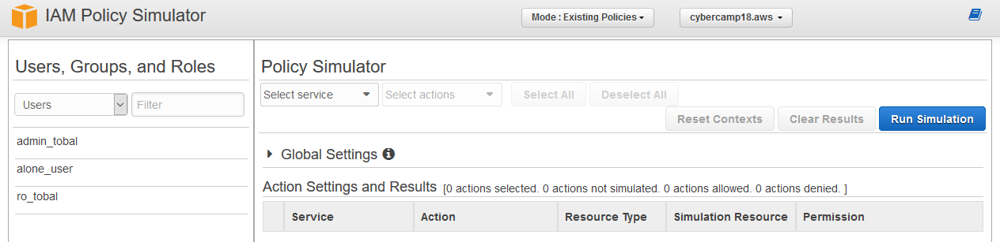 IAM Policy Simulator
Mode : Existing Policies
cybercamp18.aws
Users, Groups, and Roles
Users
Filter
admin_tobal
alone_user
ro_tobal
Policy Simulator
Select service
Select actions
Select All
Deselect All
Reset Contexts
Clear Results
Run Simulation
Global Settings
Action Settings and Results [0 actions selected. 0 actions not simulated. 0 actions allowed. 0 actions denied. ]
Service Action Resource Type Simulation Resource Permission